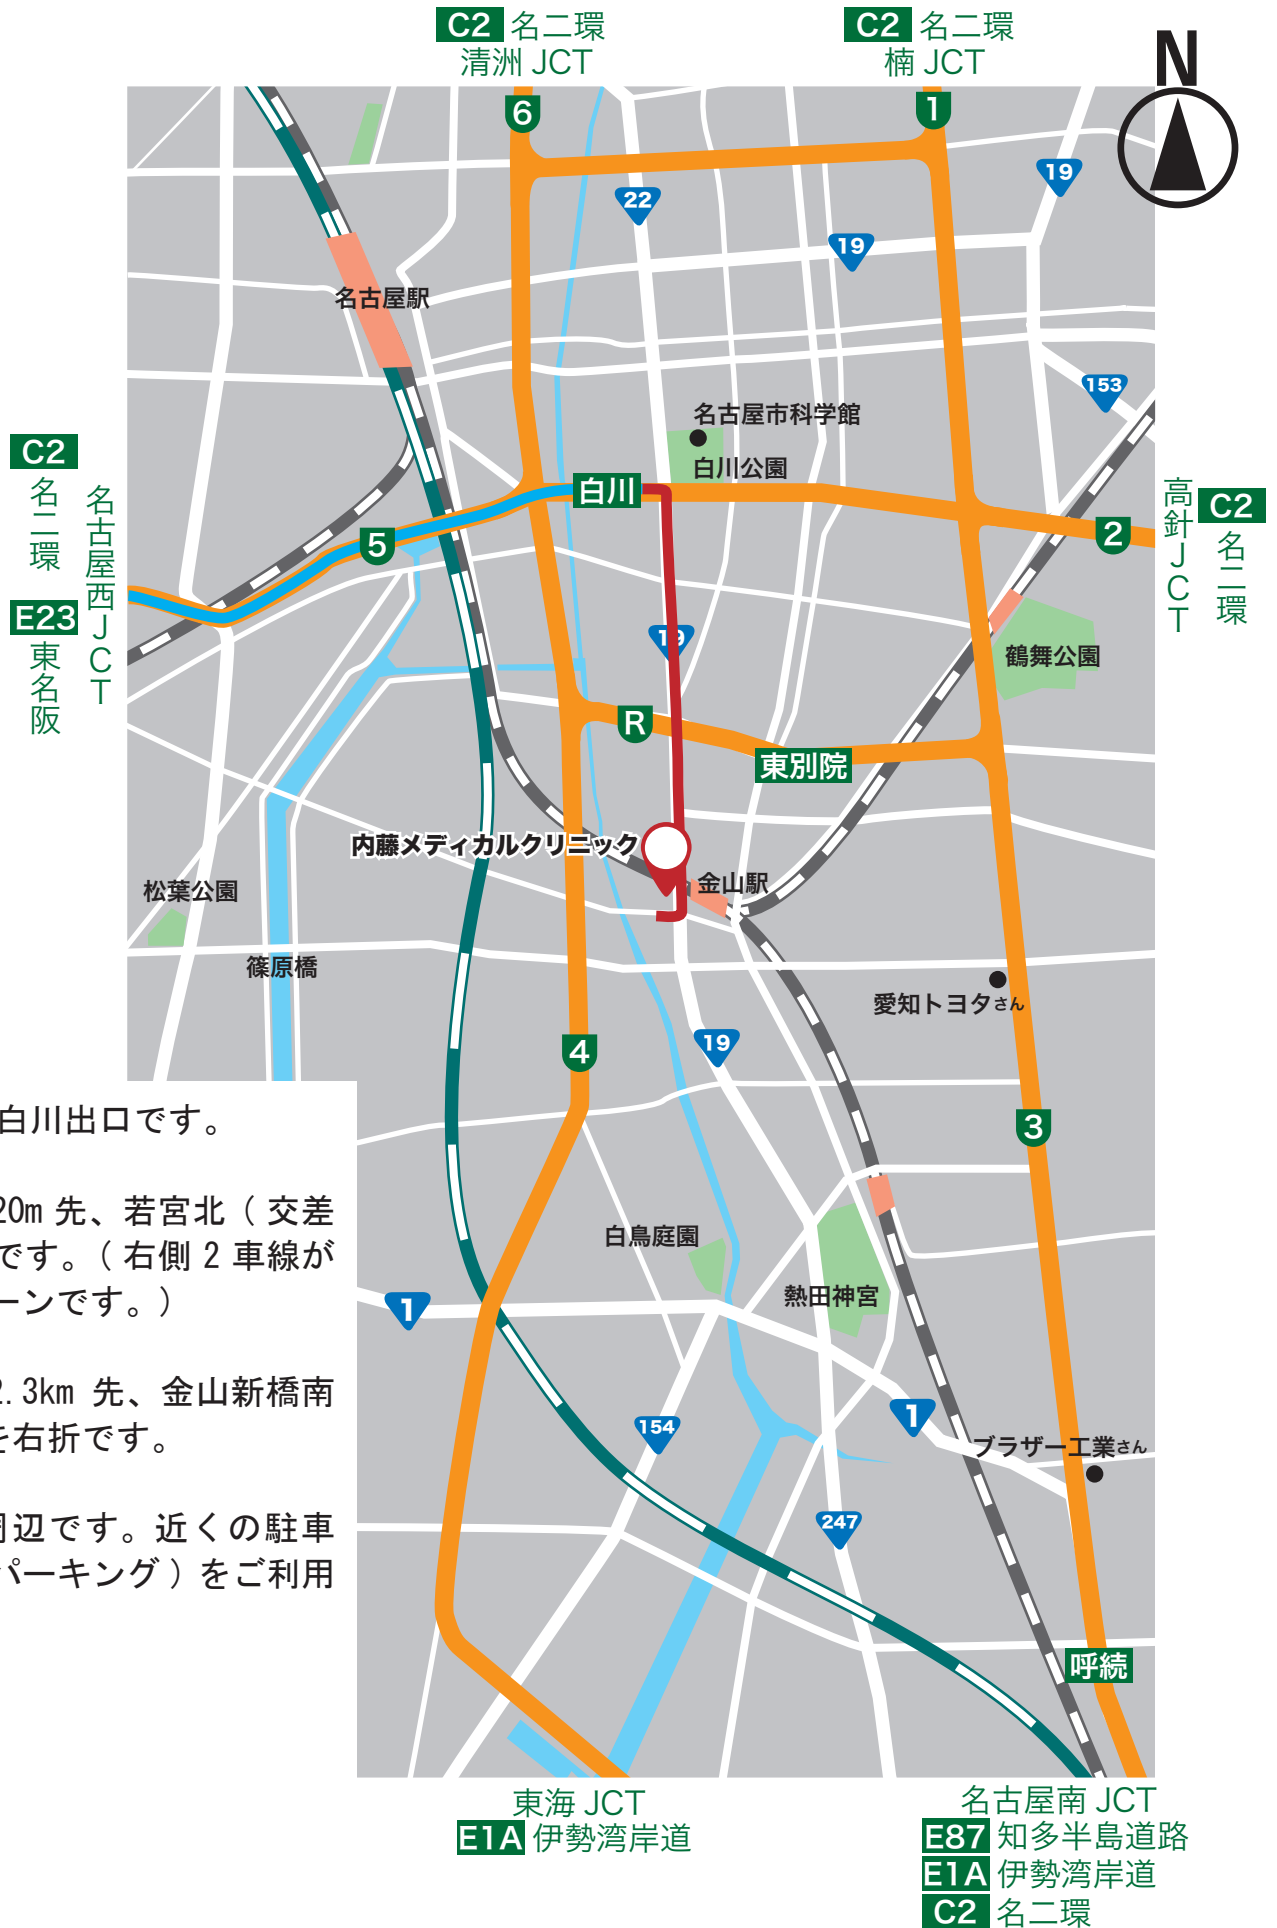 C2 名二環
清洲 JCT
C2 名二環
楠 JCT
N
6
1
19
22
19
名古屋駅
153
名古屋市科学館
白川公園
C2
名二環
名古屋西JCT
E23
東名阪
白川
5
2
高針JCT
C2
名二環
19
鶴舞公園
R
東別院
内藤メディカルクリニック
金山駅
松葉公園
篠原橋
愛知トヨタさん
19
4
3
白川出口です。
20m 先、若宮北（ 交差
です。（ 右側 2 車線が
ーンです。）
2.3km 先、金山新橋南
を右折です。
周辺です。近くの駐車
パーキング ）をご利用
白鳥庭園
熱田神宮
1
1
154
ブラザー工業さん
247
呼続
東海 JCT
E1A 伊勢湾岸道
名古屋南 JCT
E87 知多半島道路
E1A 伊勢湾岸道
C2 名二環